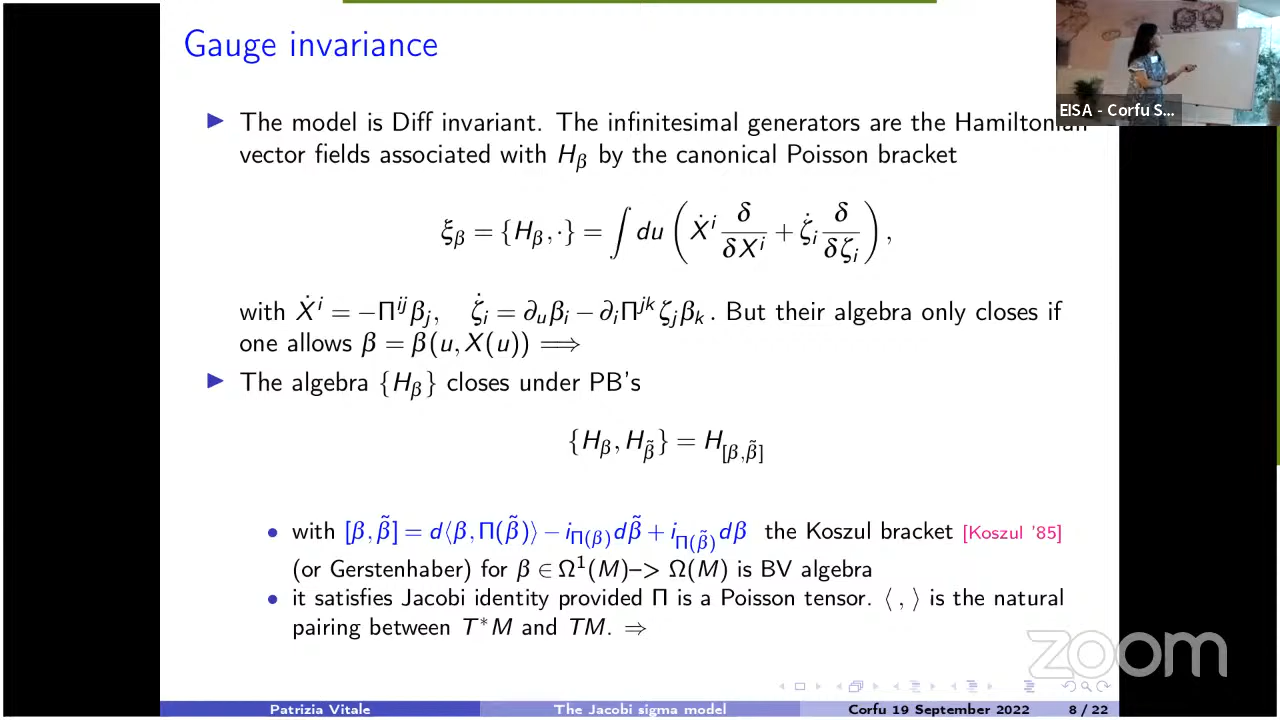 Gauge invariance
The model is Diff invariant. The infinitesimal generators are the Hamiltonian
vector fields associated with H_β by the canonical Poisson bracket
ξ_β = {H_β, ·} = ∫ du ( Ẋ^i δ/δX^i + ζ̇_i δ/δζ_i ) ,
with Ẋ^i = −Π^{ij} β_j, ζ̇_i = ∂_u β_i − ∂_i Π^{jk} ζ_j β_k . But their algebra only closes if
one allows β = β(u, X(u)) ⟹
The algebra {H_β} closes under PB's
{H_β, H_β̃} = H_{[β,β̃]}
• with [β, β̃] = d⟨β, Π(β̃)⟩ − i_{Π(β)} dβ̃ + i_{Π(β̃)} dβ the Koszul bracket [Koszul '85]
(or Gerstenhaber) for β ∈ Ω^1(M)−> Ω(M) is BV algebra
• it satisfies Jacobi identity provided Π is a Poisson tensor. ⟨ , ⟩ is the natural
pairing between T*M and TM. ⇒
Patrizia Vitale
The Jacobi sigma model
Corfu 19 September 2022
8 / 22
EISA - Corfu S...
zoom